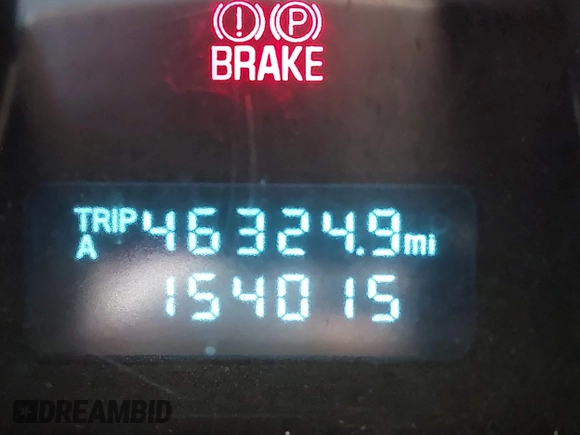 (!) (P)
BRAKE
TRIP A 46324.9 mi
154015
DREAMBID